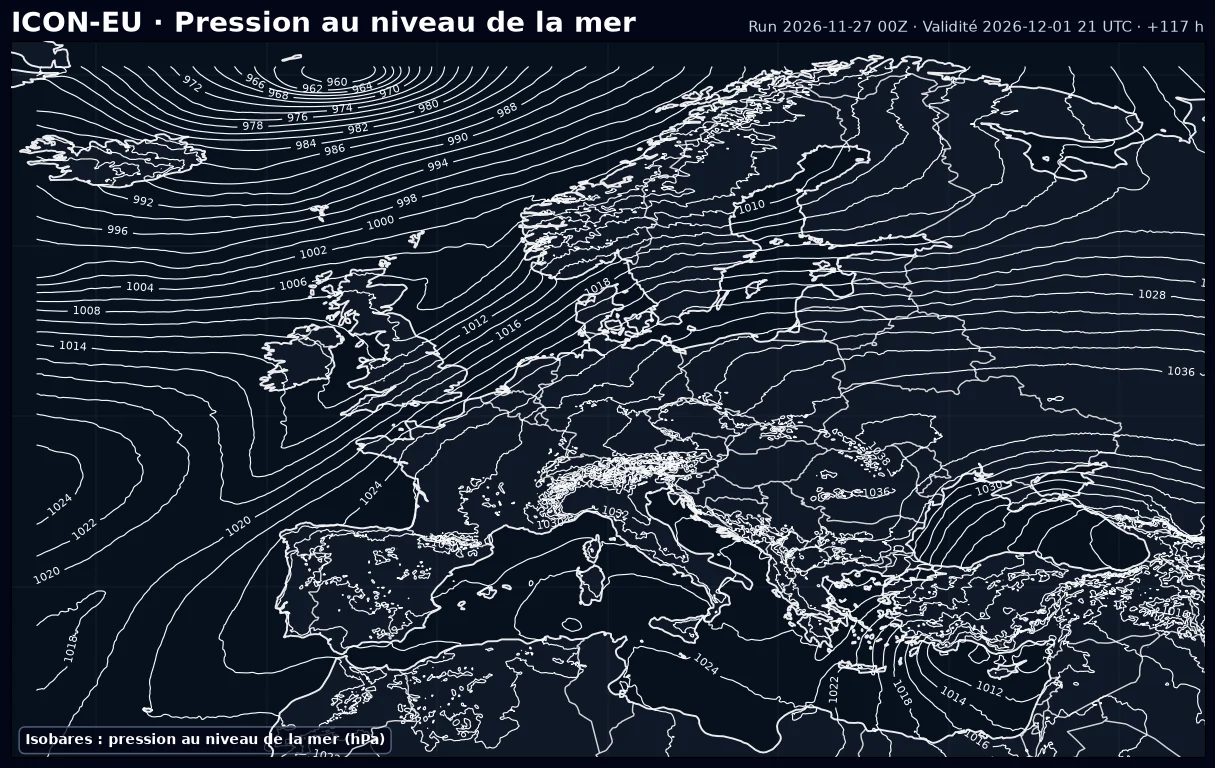 ICON-EU · Pression au niveau de la mer
Run 2026-11-27 00Z · Validité 2026-12-01 21 UTC · +117 h
960
966 962 964
972 968 970
974 980 988
976
978 982
984 986 990
994
992 998
996 1000
1002
1010
1004 1006
1018
1008 1028
1012 1016
1014
1036
1024 1024
1036
1030
1022 1020
1032
1020
1018
1024
1022 1018 1014 1012
1016
Isobares : pression au niveau de la mer (hPa)